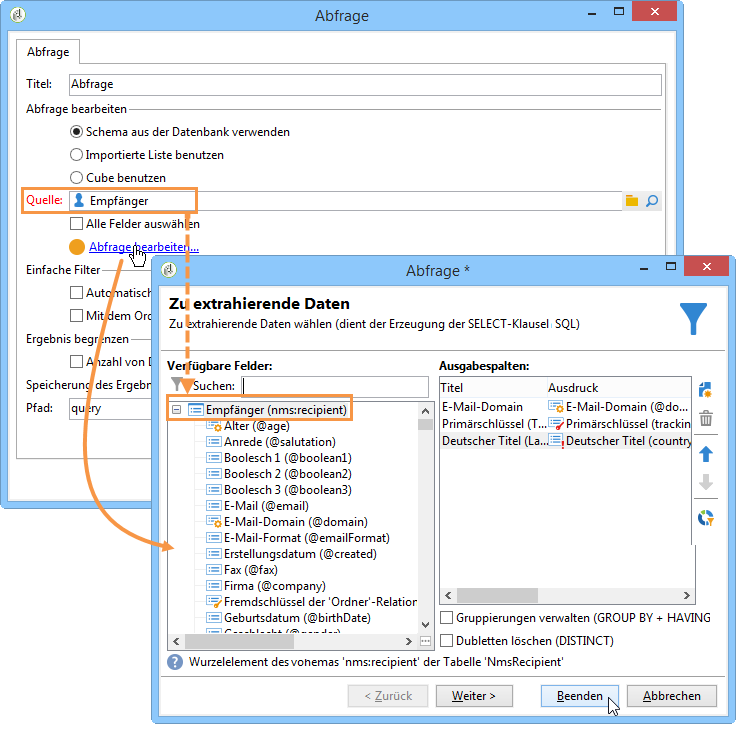 Abfrage
Abfrage
Titel: Abfrage
Abfrage bearbeiten
Schema aus der Datenbank verwenden
Importierte Liste benutzen
Cube benutzen
Quelle: Empfänger
Alle Felder auswählen
Abfrage bearbeiten...
Einfache Filter
Automatisch
Mit dem Ord
Ergebnis begrenzen
Anzahl von D
Speicherung des Ergebn
Pfad: query
Abfrage *
Zu extrahierende Daten
Zu extrahierende Daten wählen (dient der Erzeugung der SELECT-Klausel SQL)
Verfügbare Felder:
Suchen:
Empfänger (nms:recipient)
Alter (@age)
Anrede (@salutation)
Boolesch 1 (@boolean1)
Boolesch 2 (@boolean2)
Boolesch 3 (@boolean3)
E-Mail (@email)
E-Mail-Domain (@domain)
E-Mail-Format (@emailFormat)
Erstellungsdatum (@created)
Fax (@fax)
Firma (@company)
Fremdschlüssel der 'Ordner'-Relation
Geburtsdatum (@birthDate)
Geschlecht (@gender)
Ausgabespalten:
Titel Ausdruck
E-Mail-Domain E-Mail-Domain (@do...
Primärschlüssel (T... Primärschlüssel (trackin
Deutscher Titel (La... Deutscher Titel (country
Gruppierungen verwalten (GROUP BY + HAVING
Dubletten löschen (DISTINCT)
Wurzelelement des vonemas 'nms:recipient' der Tabelle 'NmsRecipient'
< Zurück
Weiter >
Beenden
Abbrechen